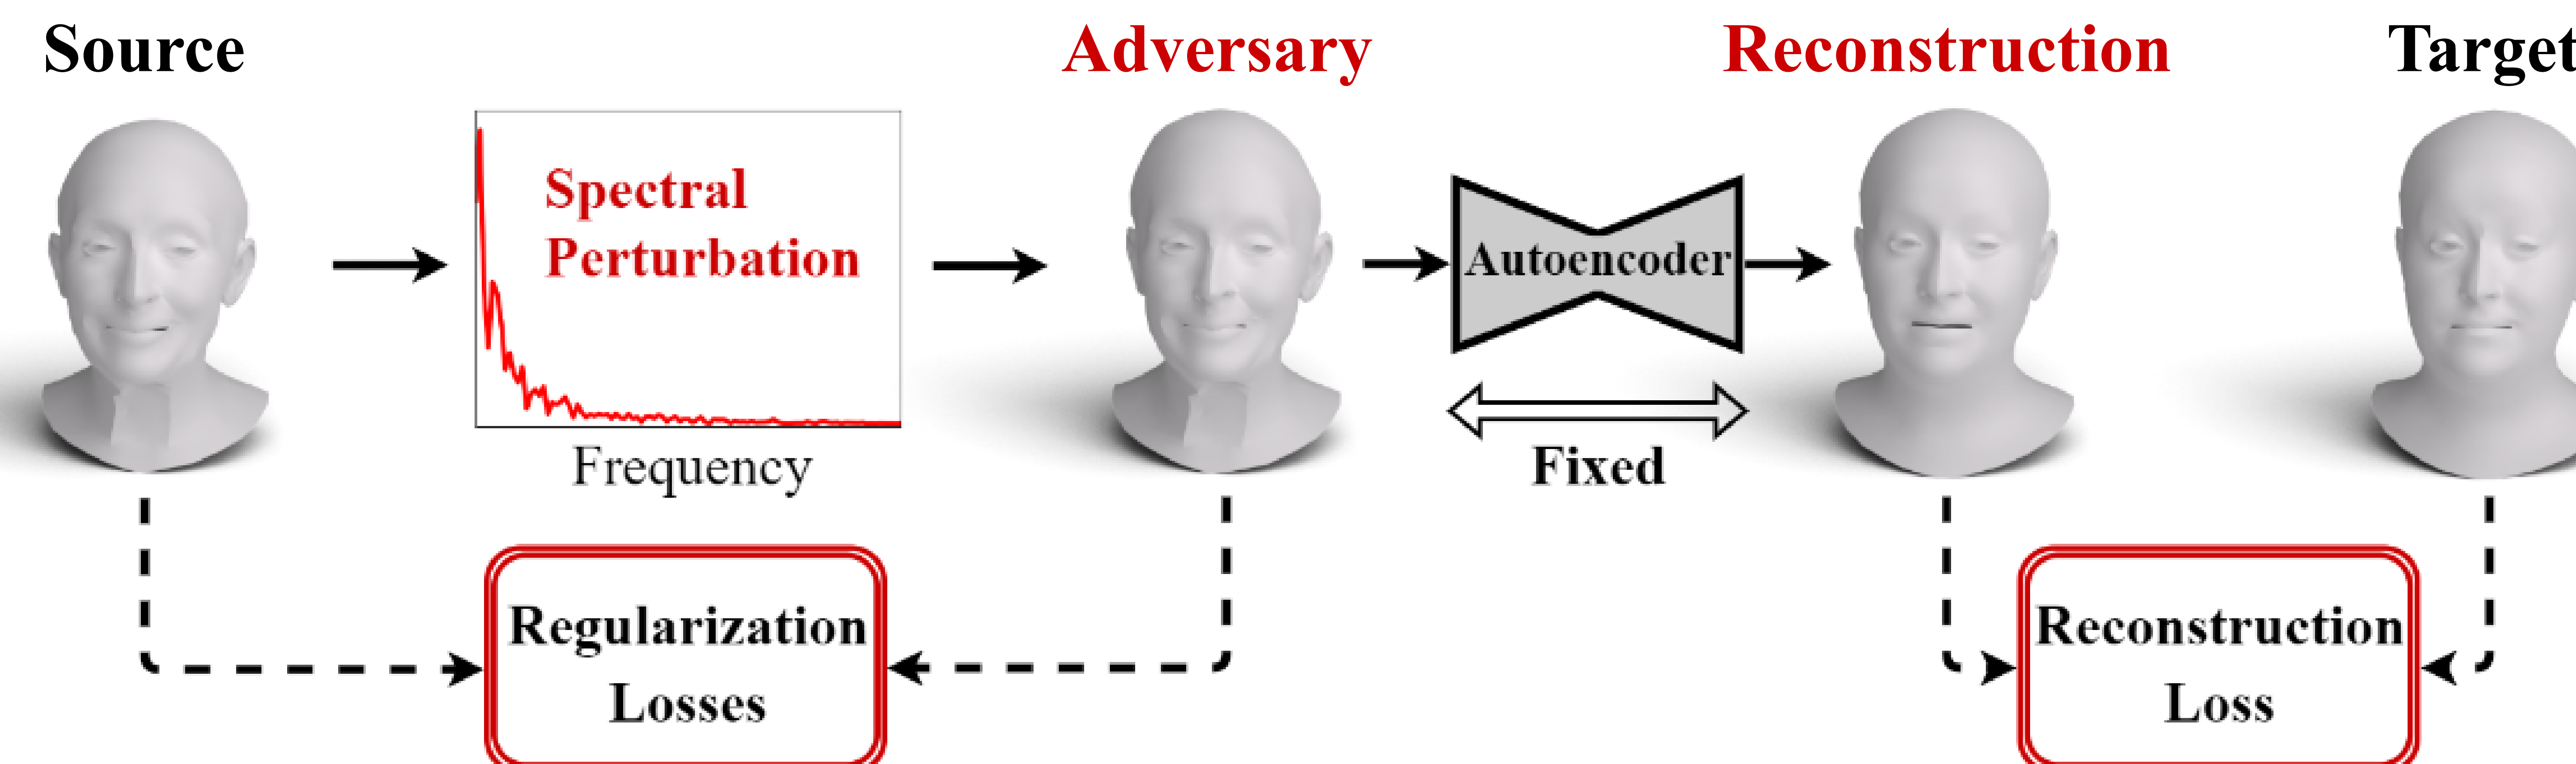 Source
Adversary
Reconstruction
Target
Spectral
Perturbation
Autoencoder
Frequency
Fixed
Regularization
Losses
Reconstruction
Loss